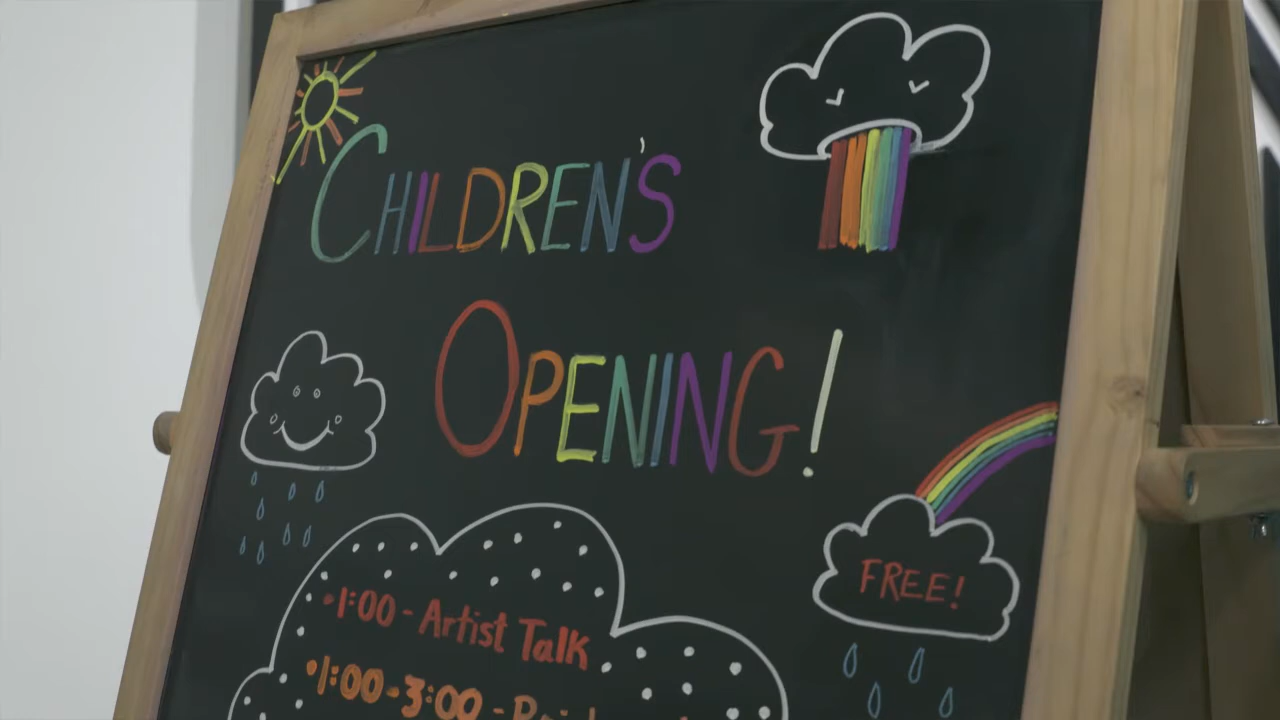 CHILDREN'S
OPENING!
FREE!
•1:00 - Artist Talk
•1:00 - 3:00 -